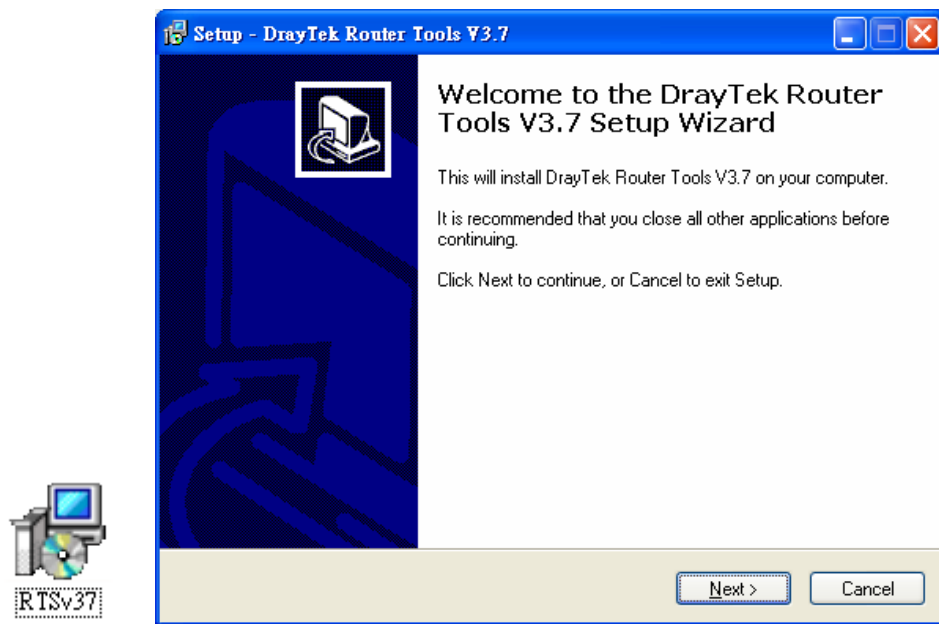 Setup - DrayTek Router Tools V3.7
Welcome to the DrayTek Router
Tools V3.7 Setup Wizard
This will install DrayTek Router Tools V3.7 on your computer.
It is recommended that you close all other applications before
continuing.
Click Next to continue, or Cancel to exit Setup.
RTSv37
Next >
Cancel